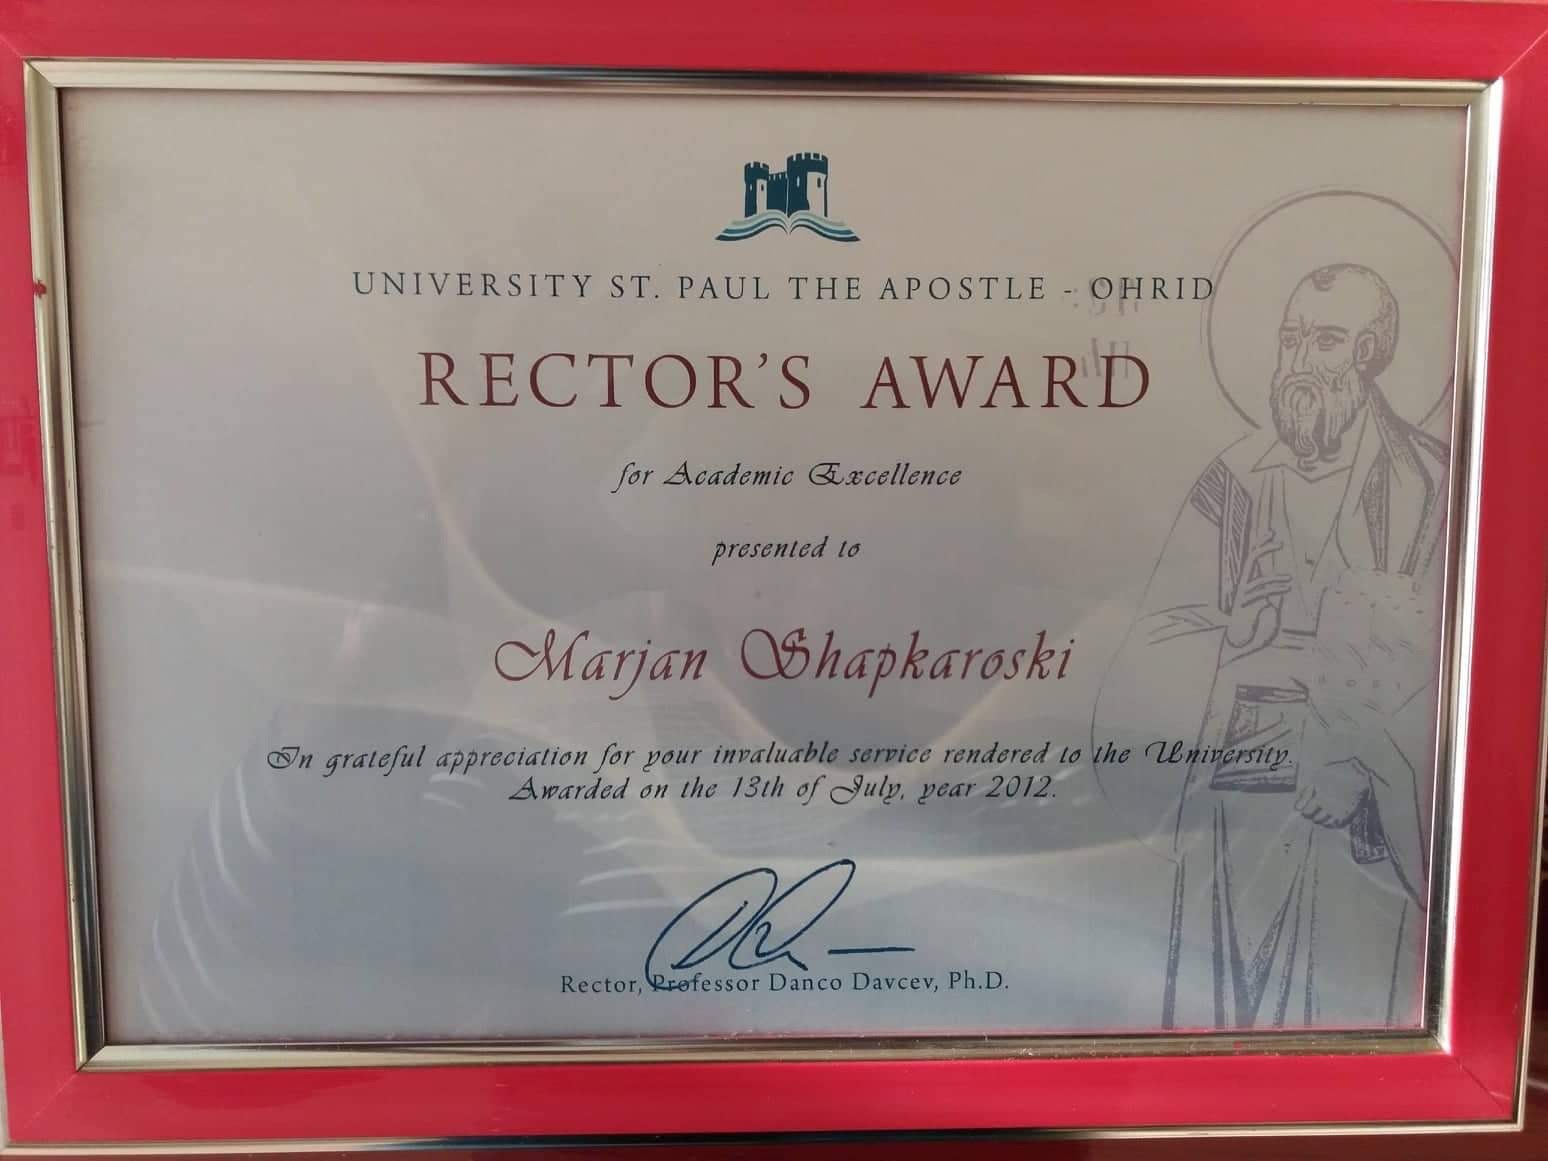 UNIVERSITY ST. PAUL THE APOSTLE - OHRID
RECTOR'S AWARD
for Academic Excellence
presented to
Marjan Shapkaroski
In grateful appreciation for your invaluable service rendered to the University.
Awarded on the 13th of July, year 2012.
Rector, Professor Danco Davcev, Ph.D.